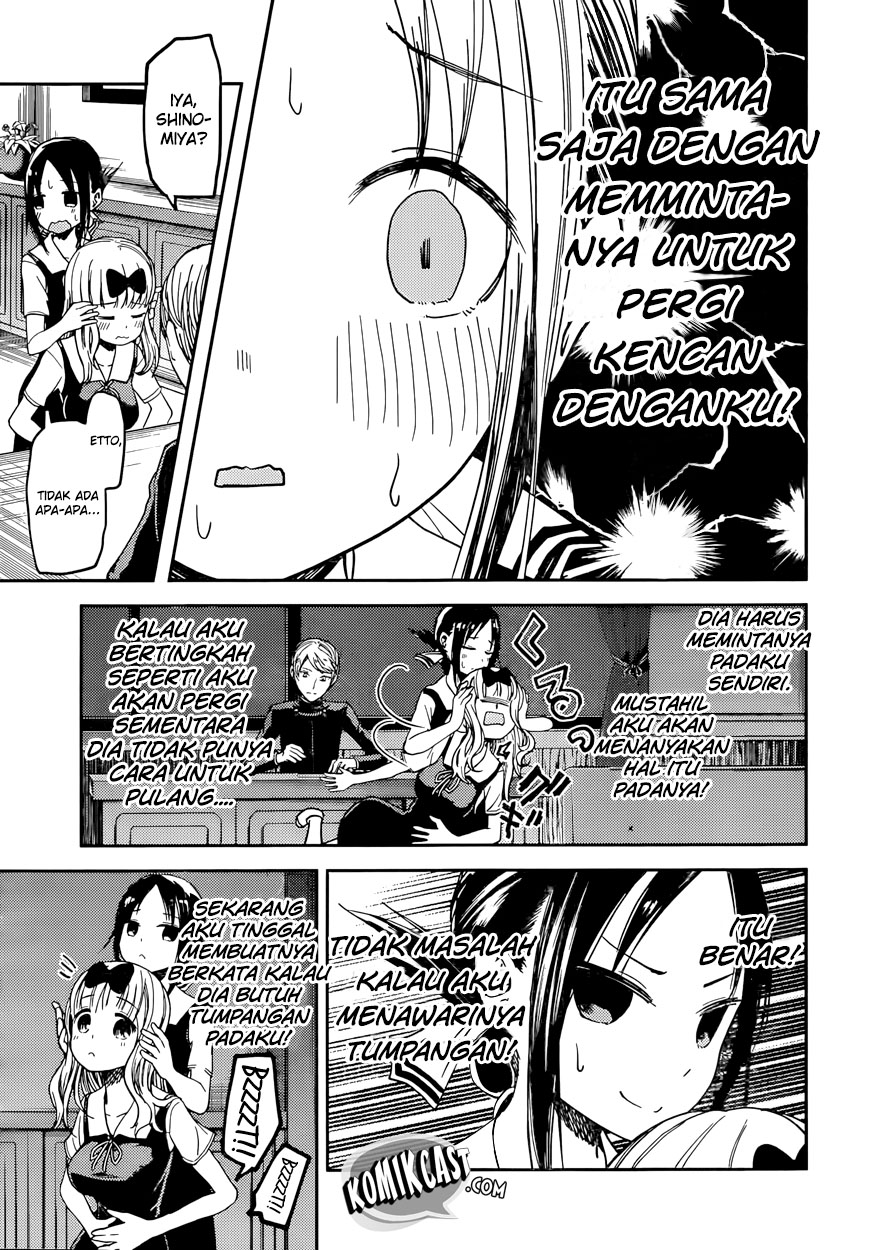 ITU SAMA
SAJA DENGAN
MEMMINTA-
NYA UNTUK
PERGI
KENCAN
DENGANKU!
IYA,
SHINO-
MIYA?
ETTO,
TIDAK ADA
APA-APA...
DIA HARUS
MEMINTANYA
PADAKU
SENDIRI.
MUSTAHIL
AKU AKAN
MENANYAKAN
HAL ITU
PADANYA!
KALAU AKU
BERTINGKAH
SEPERTI AKU
AKAN PERGI
SEMENTARA
DIA TIDAK PUNYA
CARA UNTUK
PULANG....
ITU
BENAR!
TIDAK MASALAH
KALAU AKU
MENAWARINYA
TUMPANGAN!
SEKARANG
AKU TINGGAL
MEMBUATNYA
BERKATA KALAU
DIA BUTUH
TUMPANGAN
PADAKU!
BZZZZT!!
BZZZZT!!
KOMIKCAST
.COM